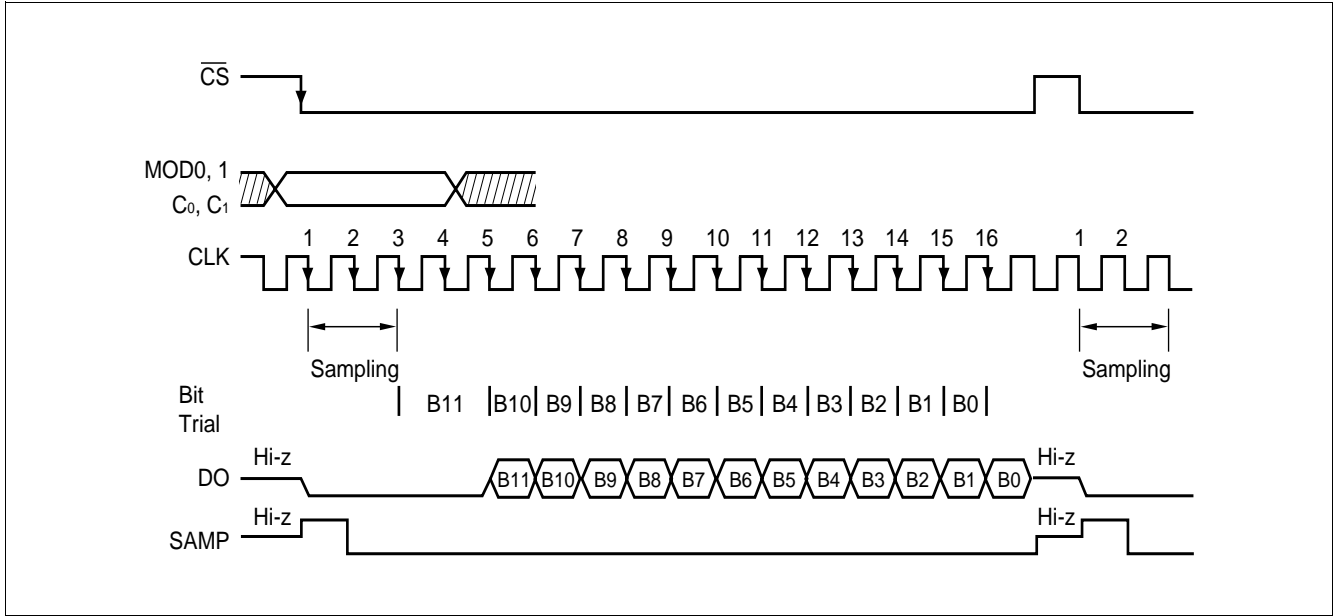 CS
MOD0, 1
C0, C1
1 2 3 4 5 6 7 8 9 10 11 12 13 14 15 16 1 2
CLK
Sampling Sampling
Bit
Trial
B11 B10 B9 B8 B7 B6 B5 B4 B3 B2 B1 B0
Hi-z Hi-z
DO B11 B10 B9 B8 B7 B6 B5 B4 B3 B2 B1 B0
Hi-z Hi-z
SAMP